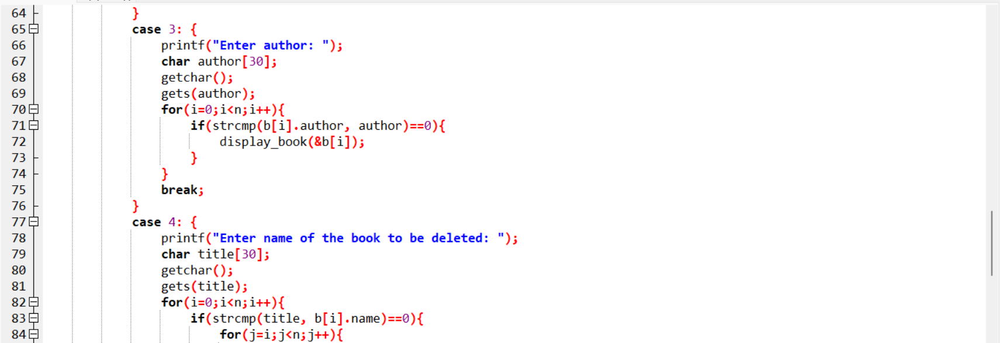 64 }
65 case 3: {
66 printf("Enter author: ");
67 char author[30];
68 getchar();
69 gets(author);
70 for(i=0;i<n;i++){
71 if(strcmp(b[i].author, author)==0){
72 display_book(&b[i]);
73 }
74 }
75 break;
76 }
77 case 4: {
78 printf("Enter name of the book to be deleted: ");
79 char title[30];
80 getchar();
81 gets(title);
82 for(i=0;i<n;i++){
83 if(strcmp(title, b[i].name)==0){
84 for(j=i;j<n;j++){